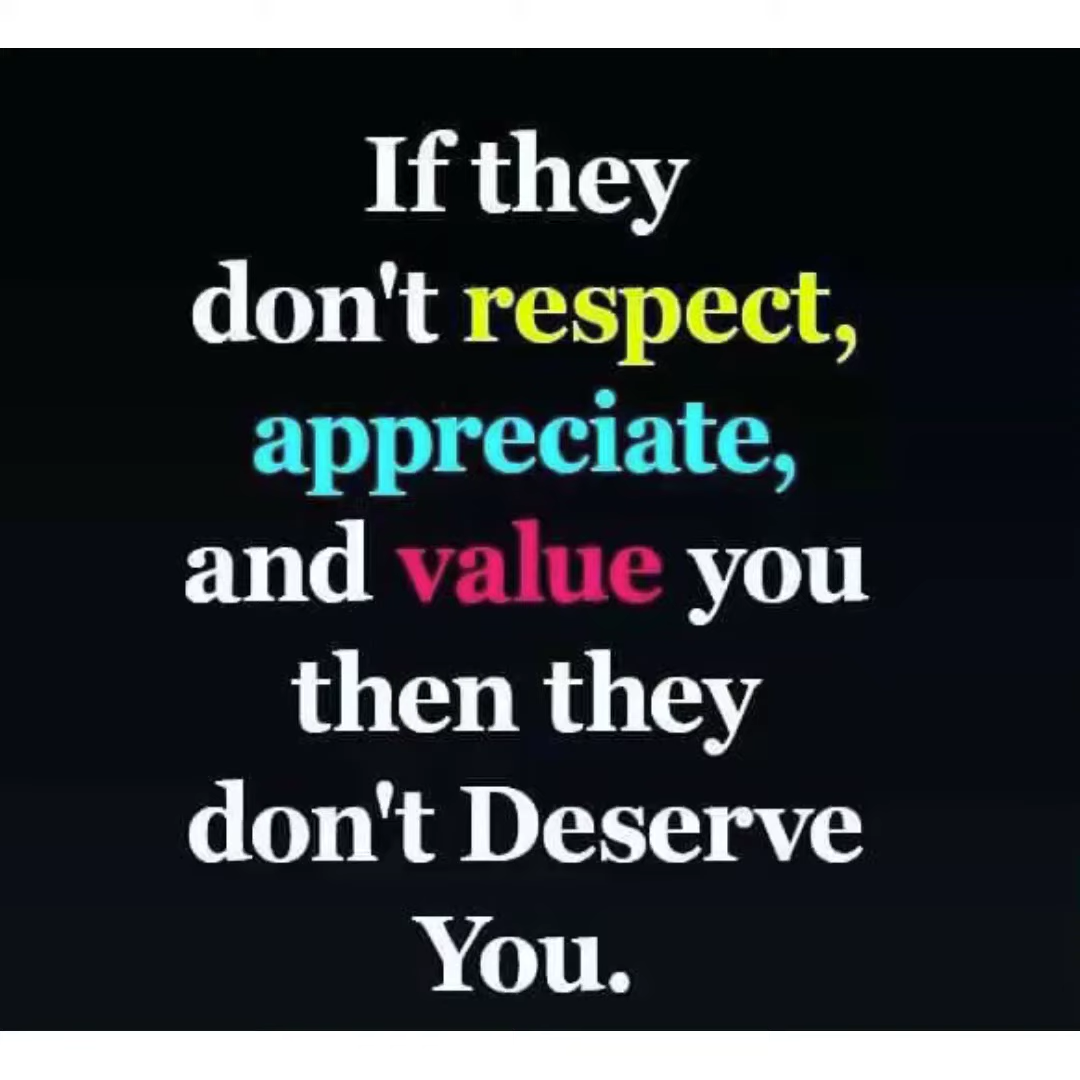 If they
don't respect,
appreciate,
and value you
then they
don't Deserve
You.